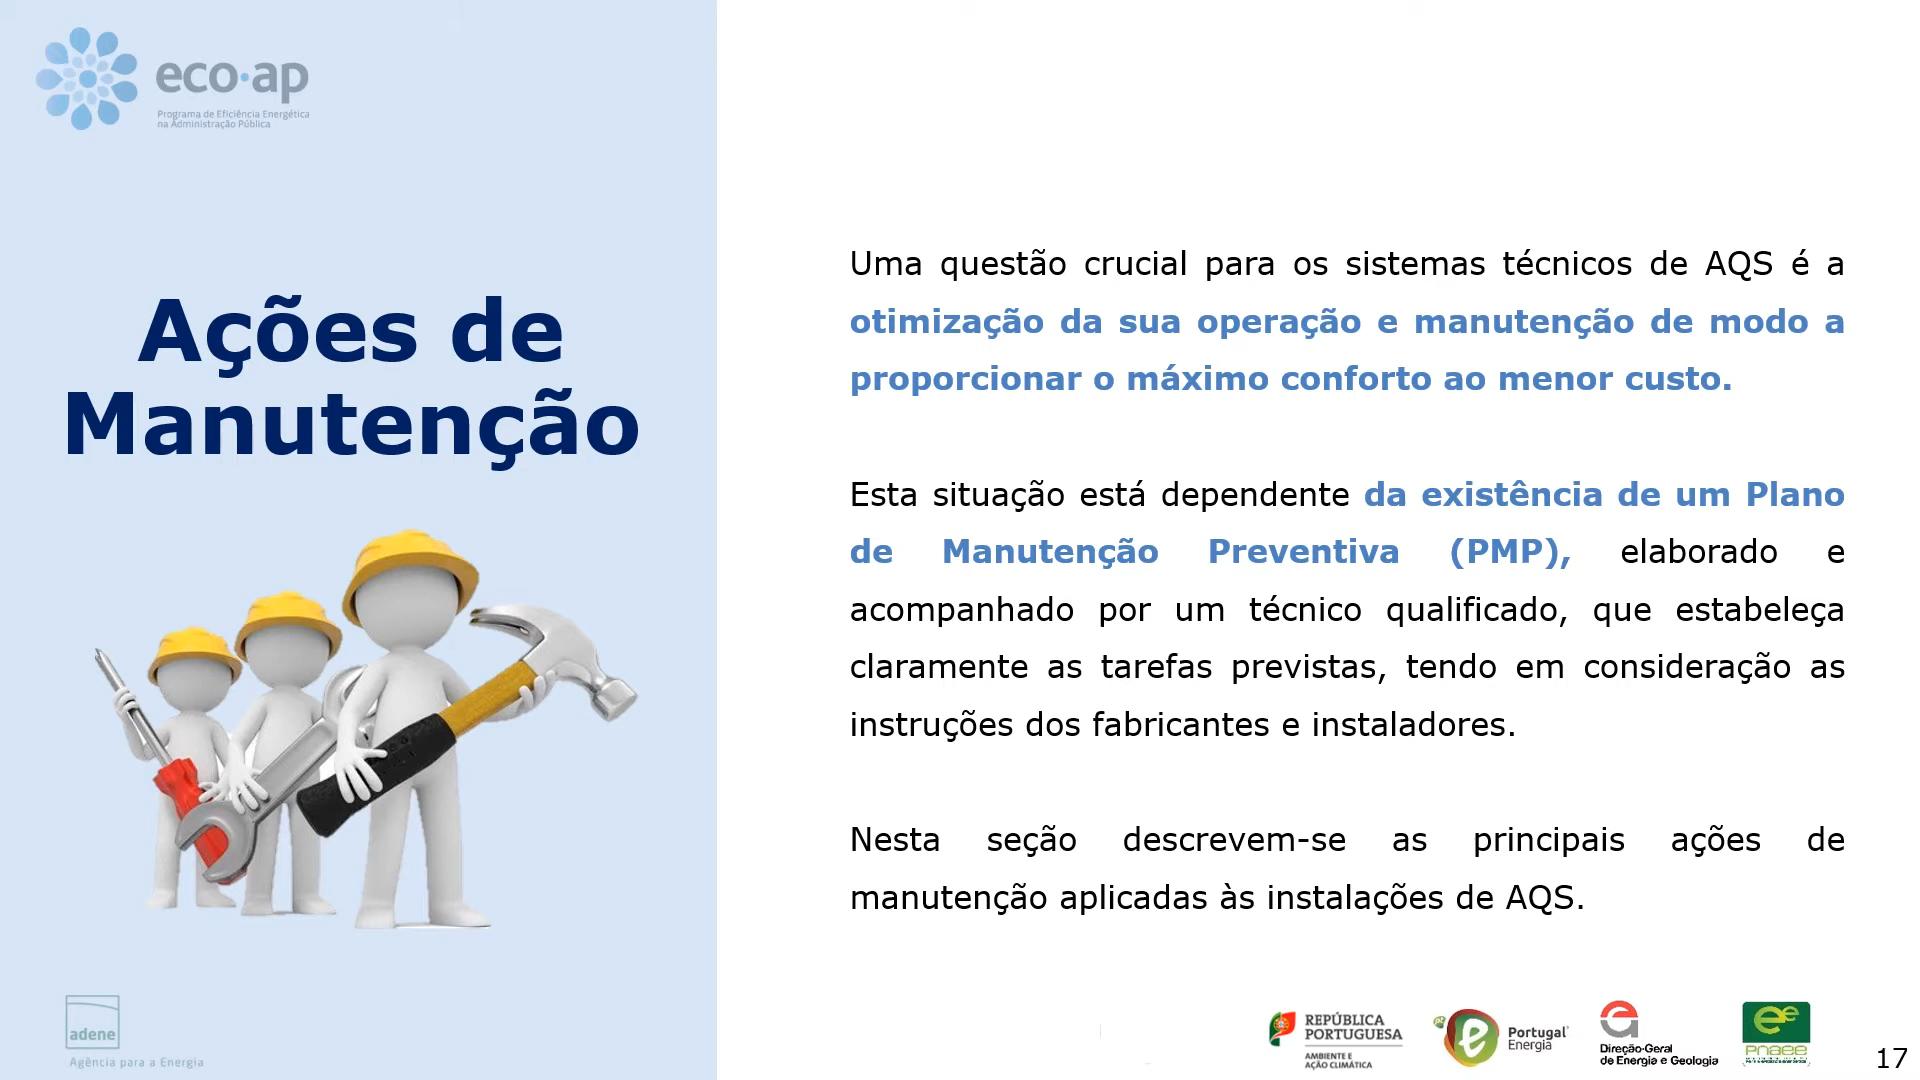 eco·ap
Programa de Eficiência Energética
na Administração Pública
Ações de
Manutenção
Uma questão crucial para os sistemas técnicos de AQS é a
otimização da sua operação e manutenção de modo a
proporcionar o máximo conforto ao menor custo.
Esta situação está dependente da existência de um Plano
de Manutenção Preventiva (PMP), elaborado e
acompanhado por um técnico qualificado, que estabeleça
claramente as tarefas previstas, tendo em consideração as
instruções dos fabricantes e instaladores.
Nesta seção descrevem-se as principais ações de
manutenção aplicadas às instalações de AQS.
adene
Agência para a Energia
REPÚBLICA
PORTUGUESA
AMBIENTE E
AÇÃO CLIMÁTICA
Portugal
Energia
Direção-Geral
de Energia e Geologia
pnaee
17